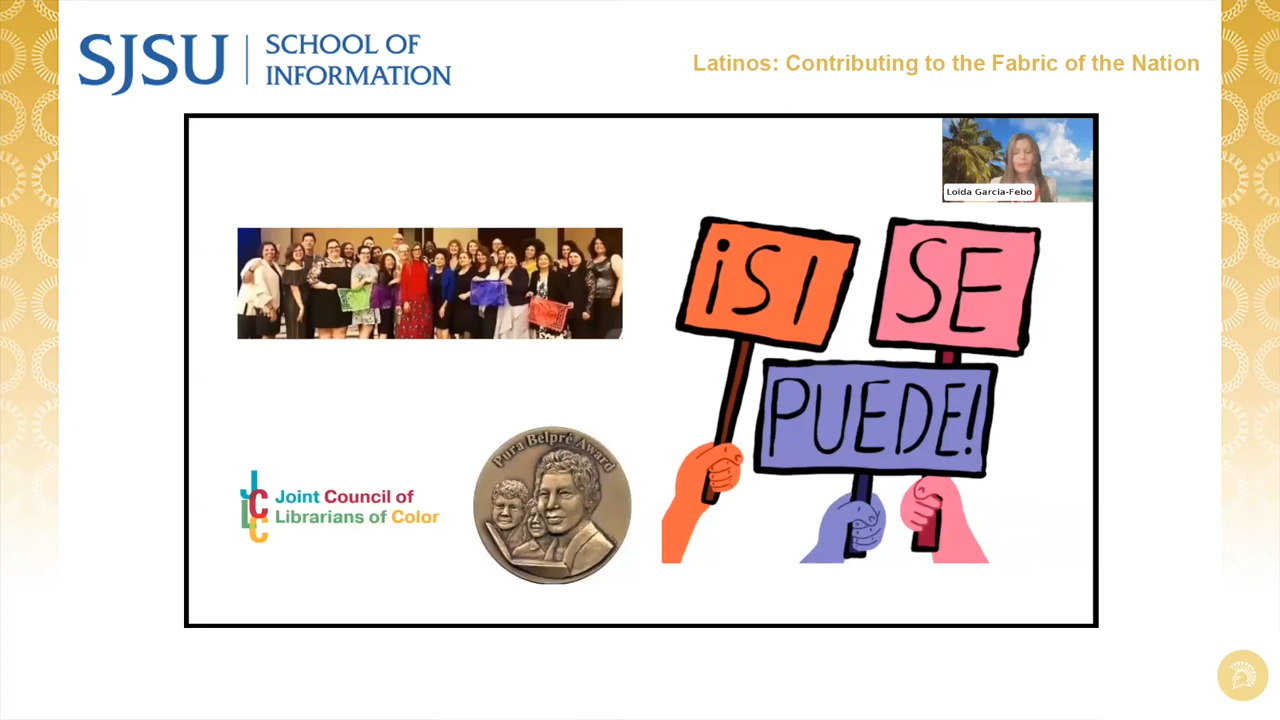 SJSU
SCHOOL OF
INFORMATION
Latinos: Contributing to the Fabric of the Nation
Loida Garcia-Febo
¡SI
SE
PUEDE!
Pura Belpré Award
JCLC
Joint Council of
Librarians of Color